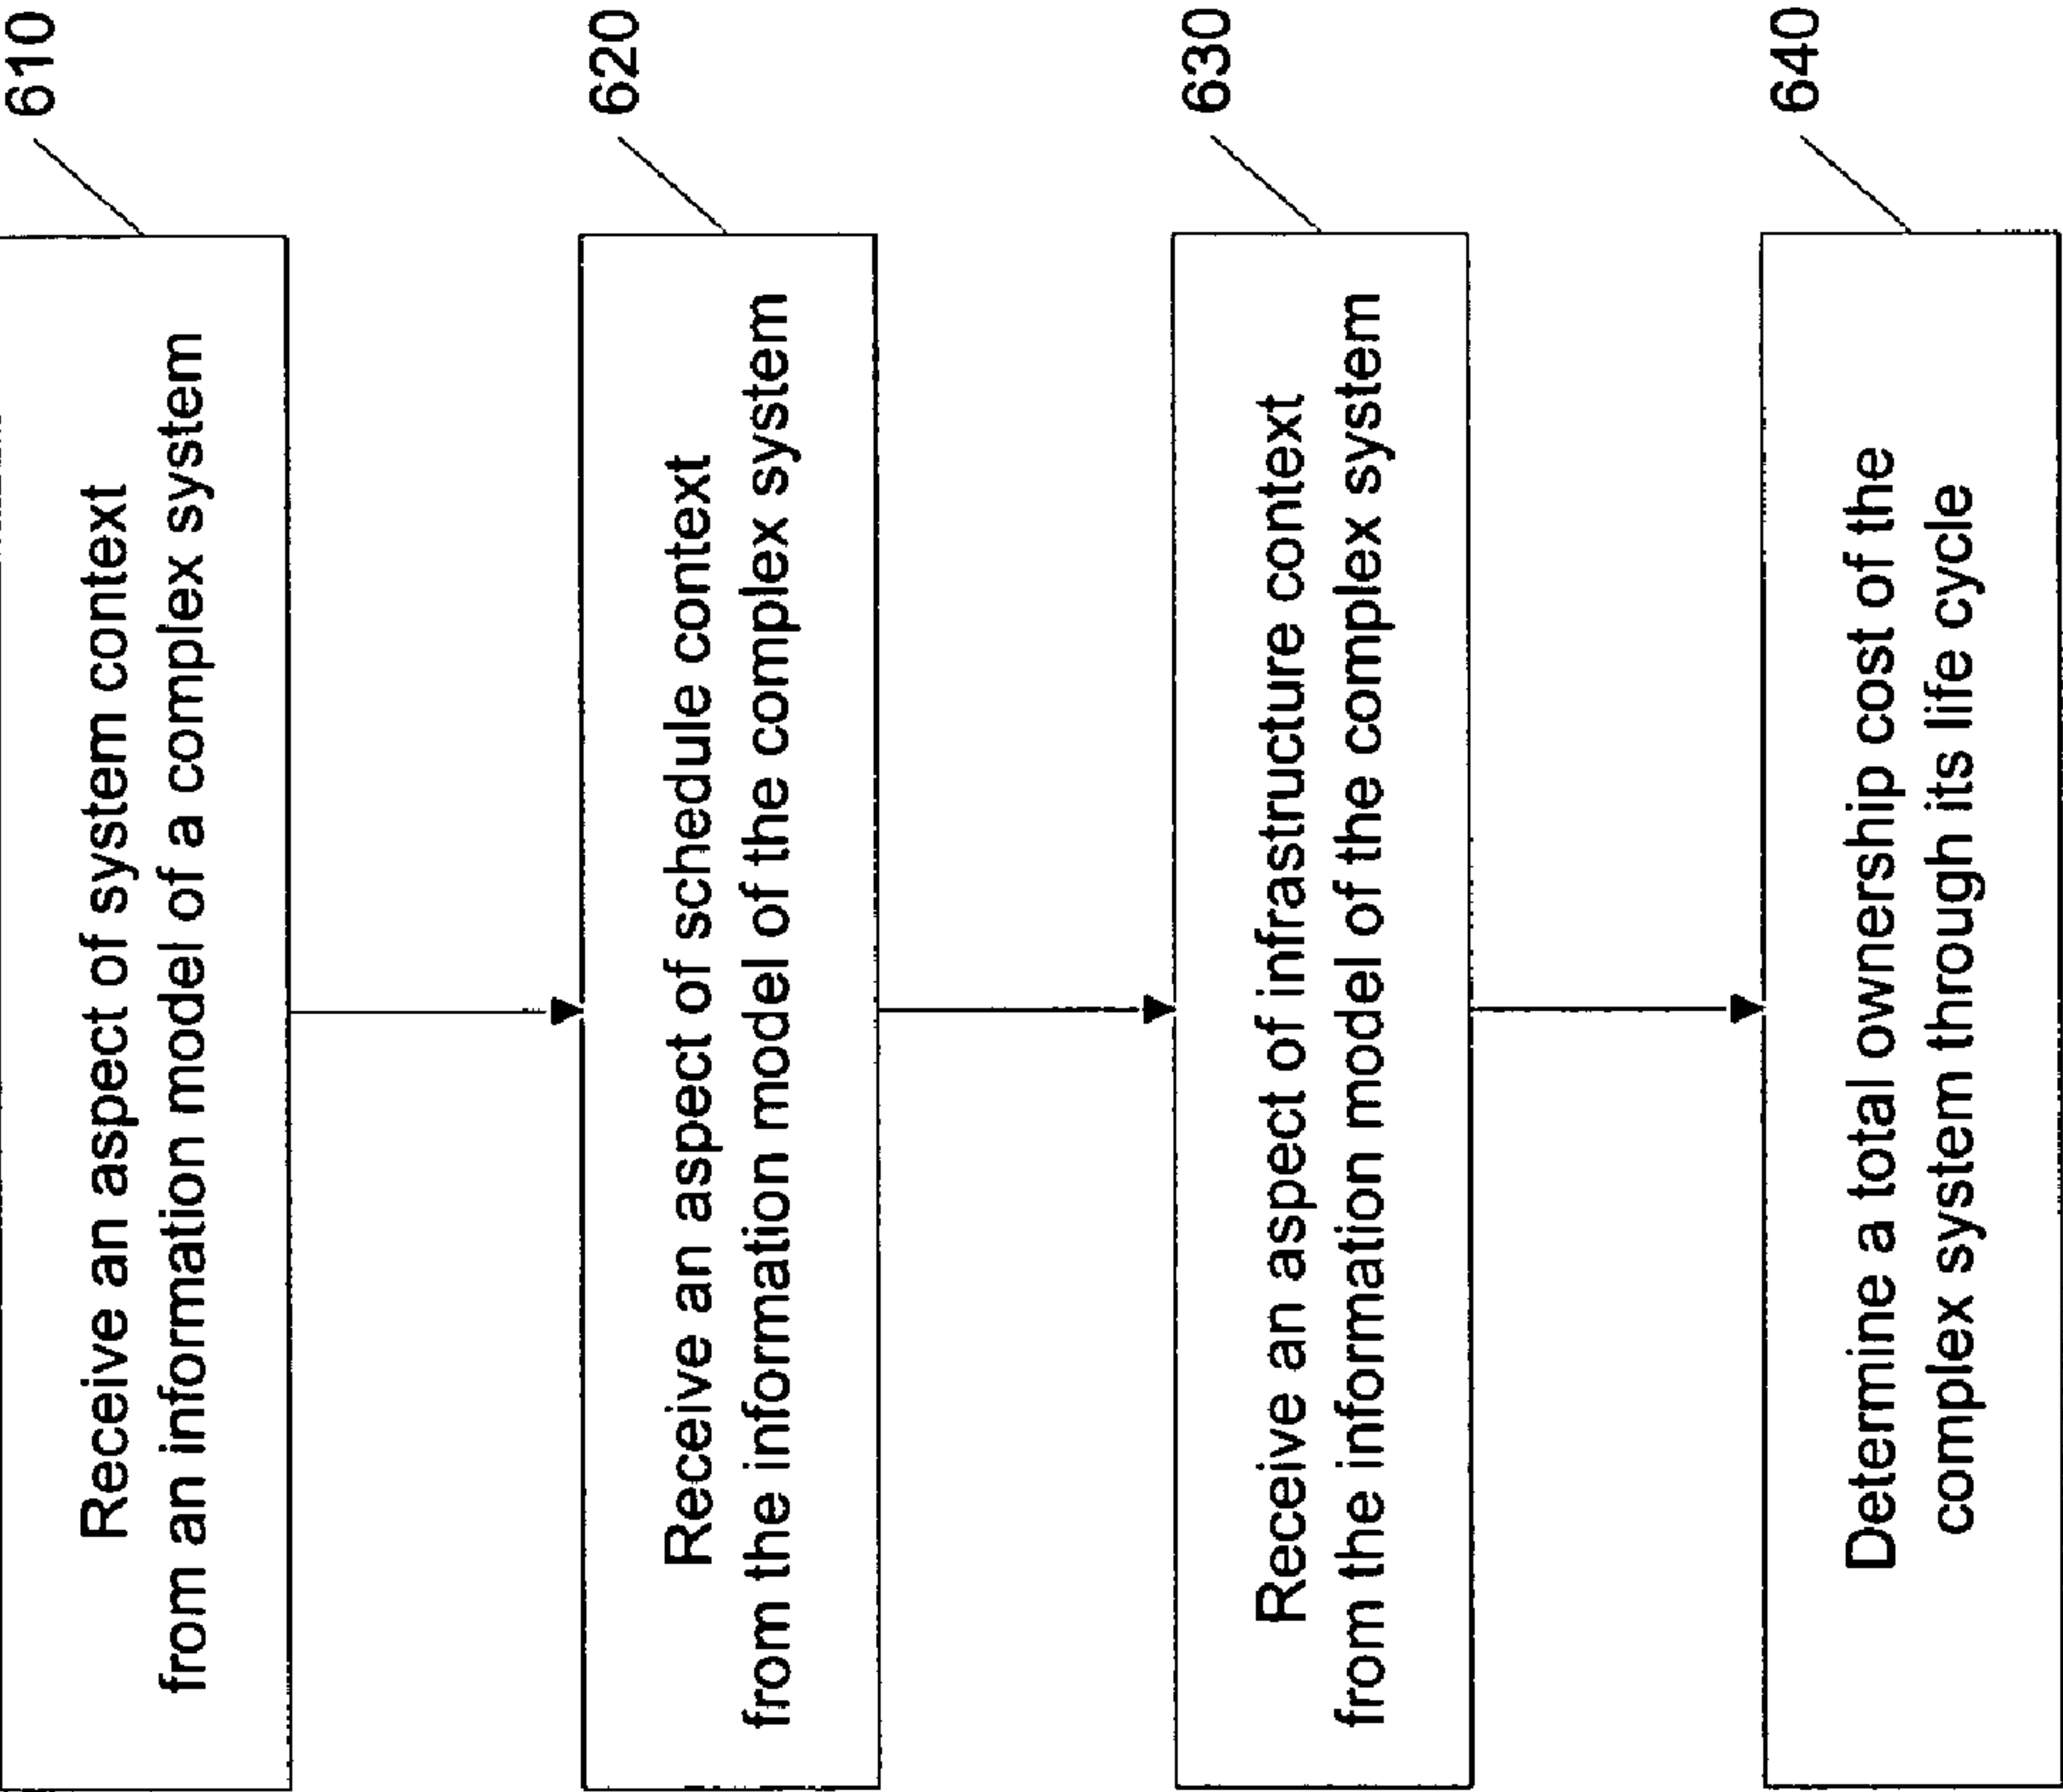 610
Receive an aspect of system context
from an information model of a complex system
620
Receive an aspect of schedule context
from the information model of the complex system
630
Receive an aspect of infrastructure context
from the information model of the complex system
640
Determine a total ownership cost of the
complex system through its life cycle